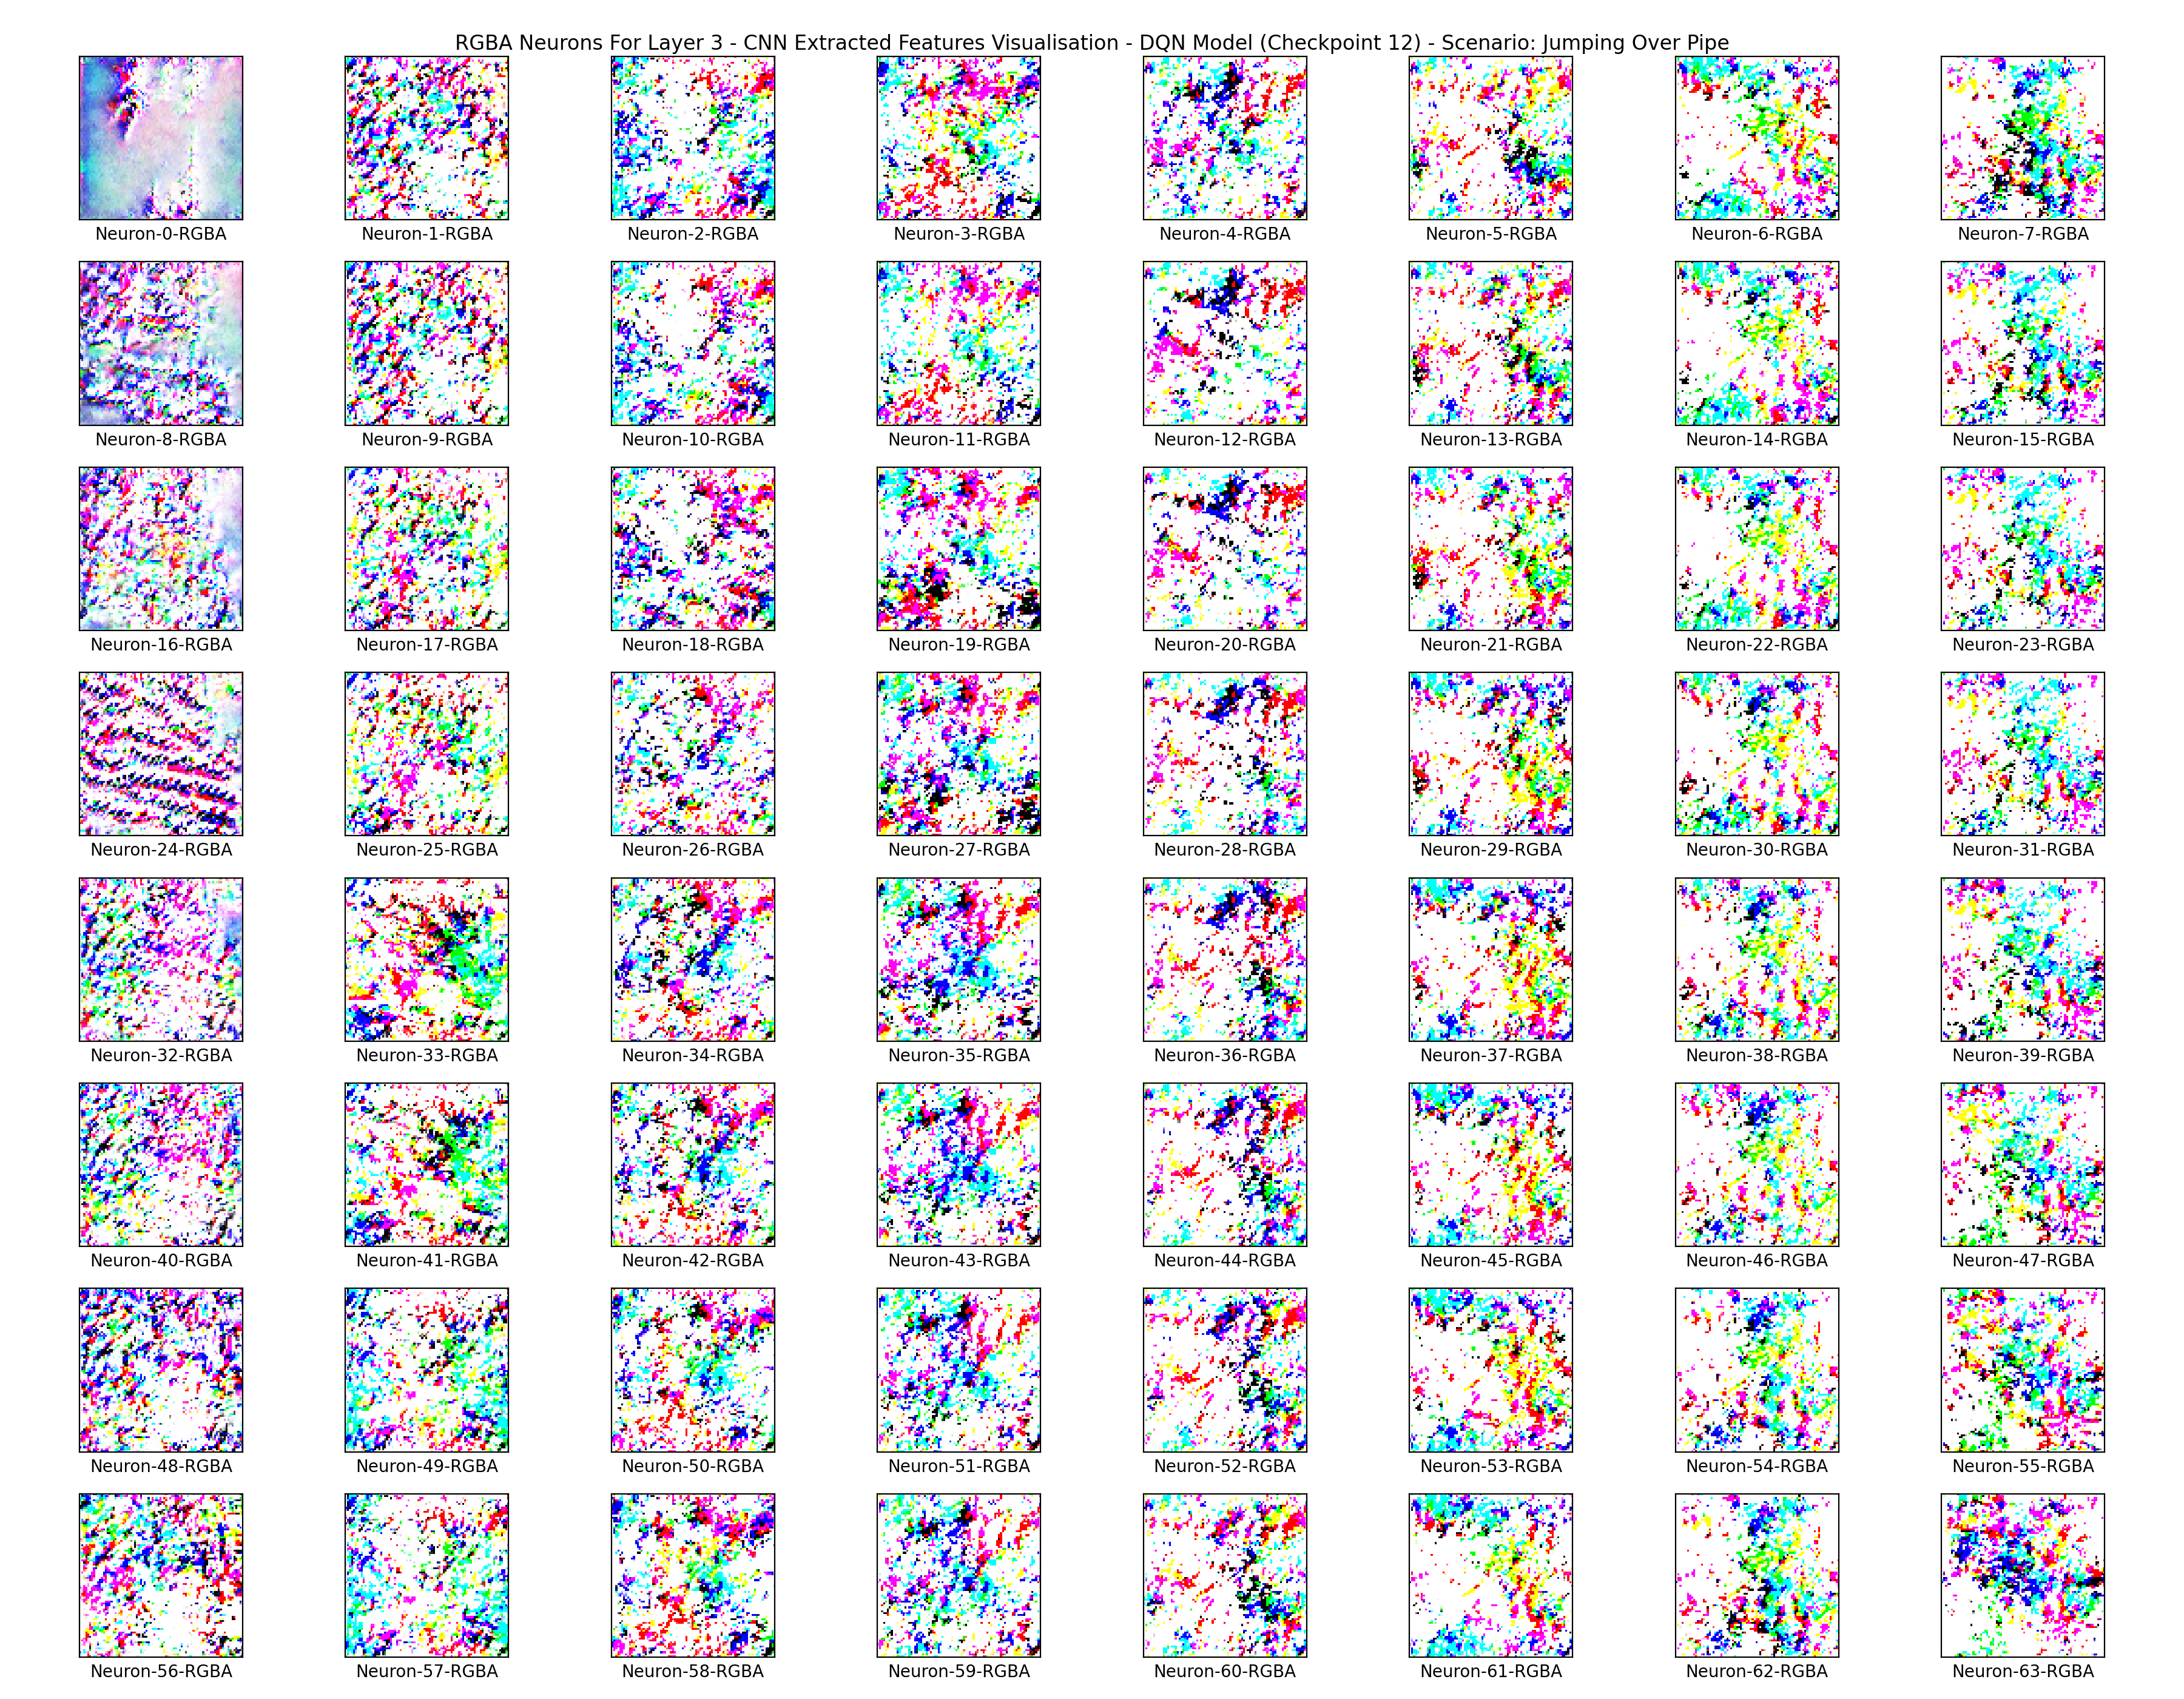 RGBA Neurons For Layer 3 - CNN Extracted Features Visualisation - DQN Model (Checkpoint 12) - Scenario: Jumping Over Pipe
Neuron-0-RGBA Neuron-1-RGBA Neuron-2-RGBA Neuron-3-RGBA Neuron-4-RGBA Neuron-5-RGBA Neuron-6-RGBA Neuron-7-RGBA
Neuron-8-RGBA Neuron-9-RGBA Neuron-10-RGBA Neuron-11-RGBA Neuron-12-RGBA Neuron-13-RGBA Neuron-14-RGBA Neuron-15-RGBA
Neuron-16-RGBA Neuron-17-RGBA Neuron-18-RGBA Neuron-19-RGBA Neuron-20-RGBA Neuron-21-RGBA Neuron-22-RGBA Neuron-23-RGBA
Neuron-24-RGBA Neuron-25-RGBA Neuron-26-RGBA Neuron-27-RGBA Neuron-28-RGBA Neuron-29-RGBA Neuron-30-RGBA Neuron-31-RGBA
Neuron-32-RGBA Neuron-33-RGBA Neuron-34-RGBA Neuron-35-RGBA Neuron-36-RGBA Neuron-37-RGBA Neuron-38-RGBA Neuron-39-RGBA
Neuron-40-RGBA Neuron-41-RGBA Neuron-42-RGBA Neuron-43-RGBA Neuron-44-RGBA Neuron-45-RGBA Neuron-46-RGBA Neuron-47-RGBA
Neuron-48-RGBA Neuron-49-RGBA Neuron-50-RGBA Neuron-51-RGBA Neuron-52-RGBA Neuron-53-RGBA Neuron-54-RGBA Neuron-55-RGBA
Neuron-56-RGBA Neuron-57-RGBA Neuron-58-RGBA Neuron-59-RGBA Neuron-60-RGBA Neuron-61-RGBA Neuron-62-RGBA Neuron-63-RGBA